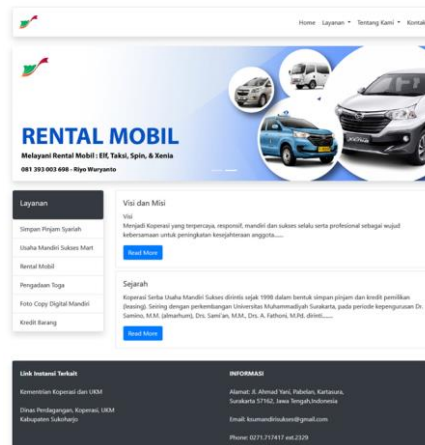 Home Layanan Tentang Kami Kontak
RENTAL MOBIL
Melayani Rental Mobil : Elf, Taksi, Spin, & Xenia
081 393 003 698 - Riyo Wuryanto
Layanan
Simpan Pinjam Syariah
Usaha Mandiri Sukses Mart
Rental Mobil
Pengadaan Toga
Foto Copy Digital Mandiri
Kredit Barang
Visi dan Misi
Visi
Menjadi Koperasi yang terpercaya, responsif, mandiri dan sukses selalu serta profesional sebagai wujud
kebersamaan untuk peningkatan kesejahteraan anggota......
Read More
Sejarah
Koperasi Serba Usaha Mandiri Sukses dirintis sejak 1998 dalam bentuk simpan pinjam dan kredit pemilikan
(leasing). Seiring dengan perkembangan Universitas Muhammadiyah Surakarta, pada periode kepengurusan Dr.
Samino, M.M. (almarhum), Drs. Sami'an, M.M., Drs. A. Fathoni, M.Pd. dirinti......
Read More
Link Instansi Terkait
Kementrian Koperasi dan UKM
Dinas Perdagangan, Koperasi, UKM
Kabupaten Sukoharjo
INFORMASI
Alamat: Jl. Ahmad Yani, Pabelan, Kartasura,
Surakarta 57162, Jawa Tengah,Indonesia
Email: ksumandirisukses@gmail.com
Phone: 0271.717417 ext.2329